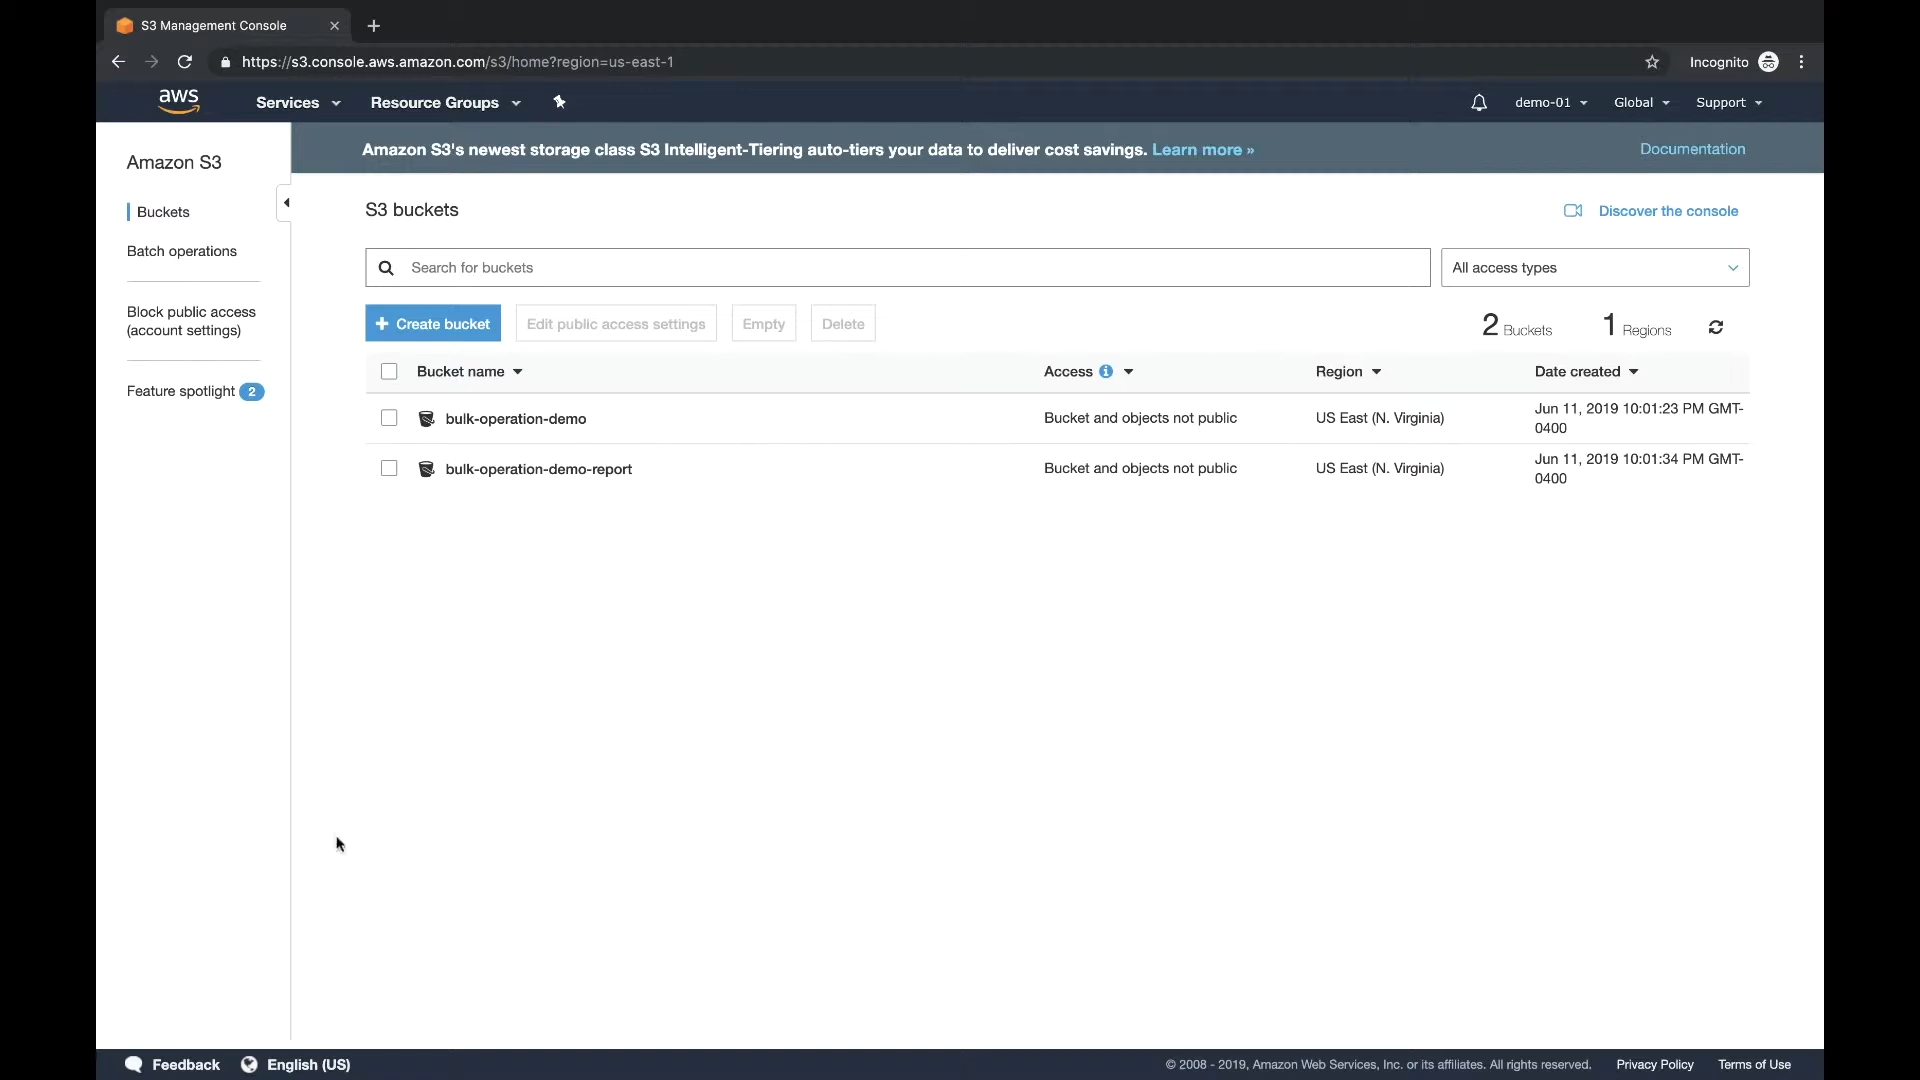 S3 Management Console
https://s3.console.aws.amazon.com/s3/home?region=us-east-1
Incognito
aws
Services
Resource Groups
demo-01
Global
Support
Amazon S3's newest storage class S3 Intelligent-Tiering auto-tiers your data to deliver cost savings. Learn more »
Documentation
Amazon S3
Buckets
Batch operations
Block public access
(account settings)
Feature spotlight 2
S3 buckets
Discover the console
Search for buckets
All access types
+ Create bucket
Edit public access settings
Empty
Delete
2 Buckets
1 Regions
Bucket name
Access
Region
Date created
bulk-operation-demo
Bucket and objects not public
US East (N. Virginia)
Jun 11, 2019 10:01:23 PM GMT-
0400
bulk-operation-demo-report
Bucket and objects not public
US East (N. Virginia)
Jun 11, 2019 10:01:34 PM GMT-
0400
Feedback
English (US)
© 2008 - 2019, Amazon Web Services, Inc. or its affiliates. All rights reserved.
Privacy Policy
Terms of Use